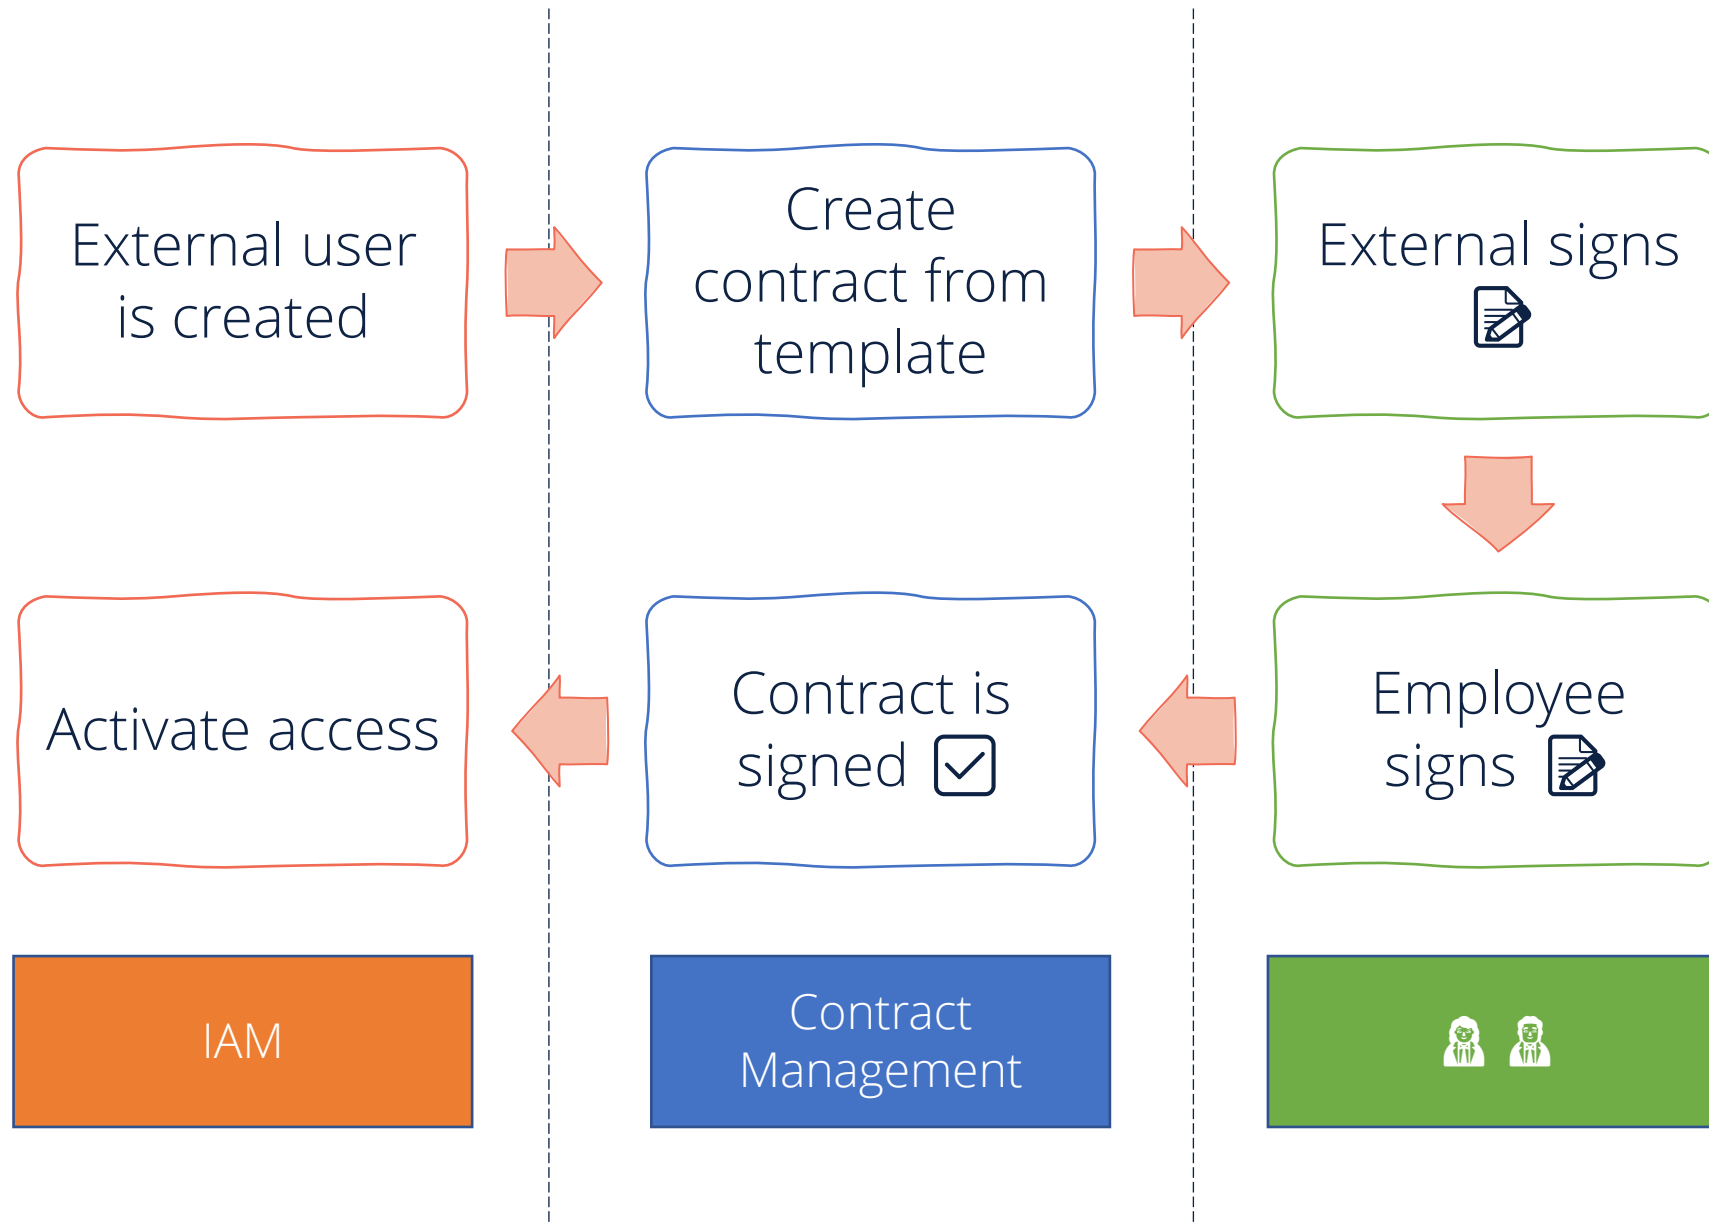 External user
is created
Create
contract from
template
External signs
Activate access
Contract is
signed
Employee
signs
IAM
Contract
Management